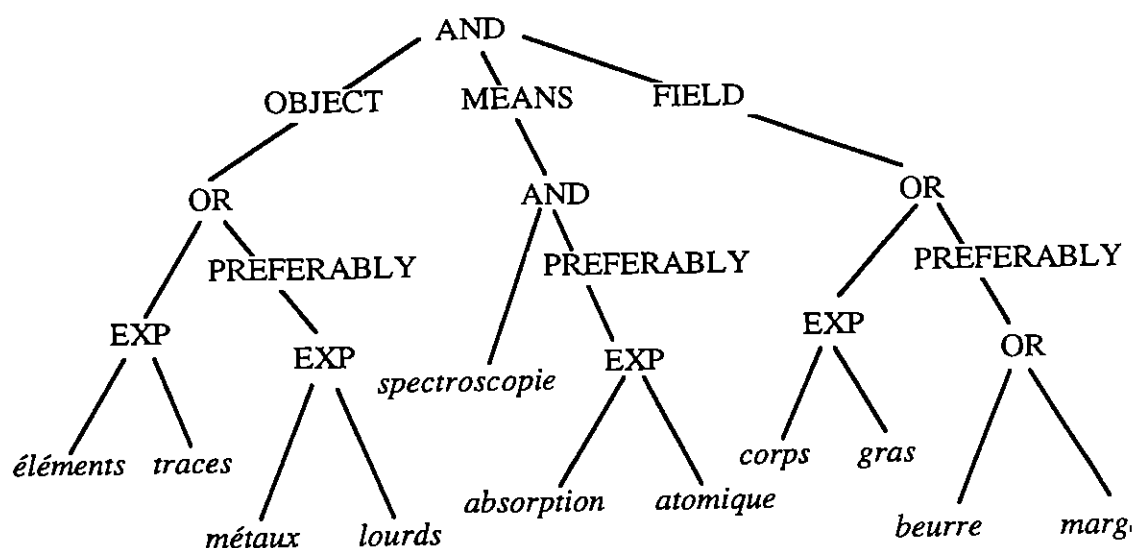 AND
OBJECT MEANS FIELD
OR AND OR
PREFERABLY PREFERABLY PREFERABLY
EXP EXP spectroscopie EXP EXP OR
éléments traces absorption atomique corps gras
métaux lourds beurre